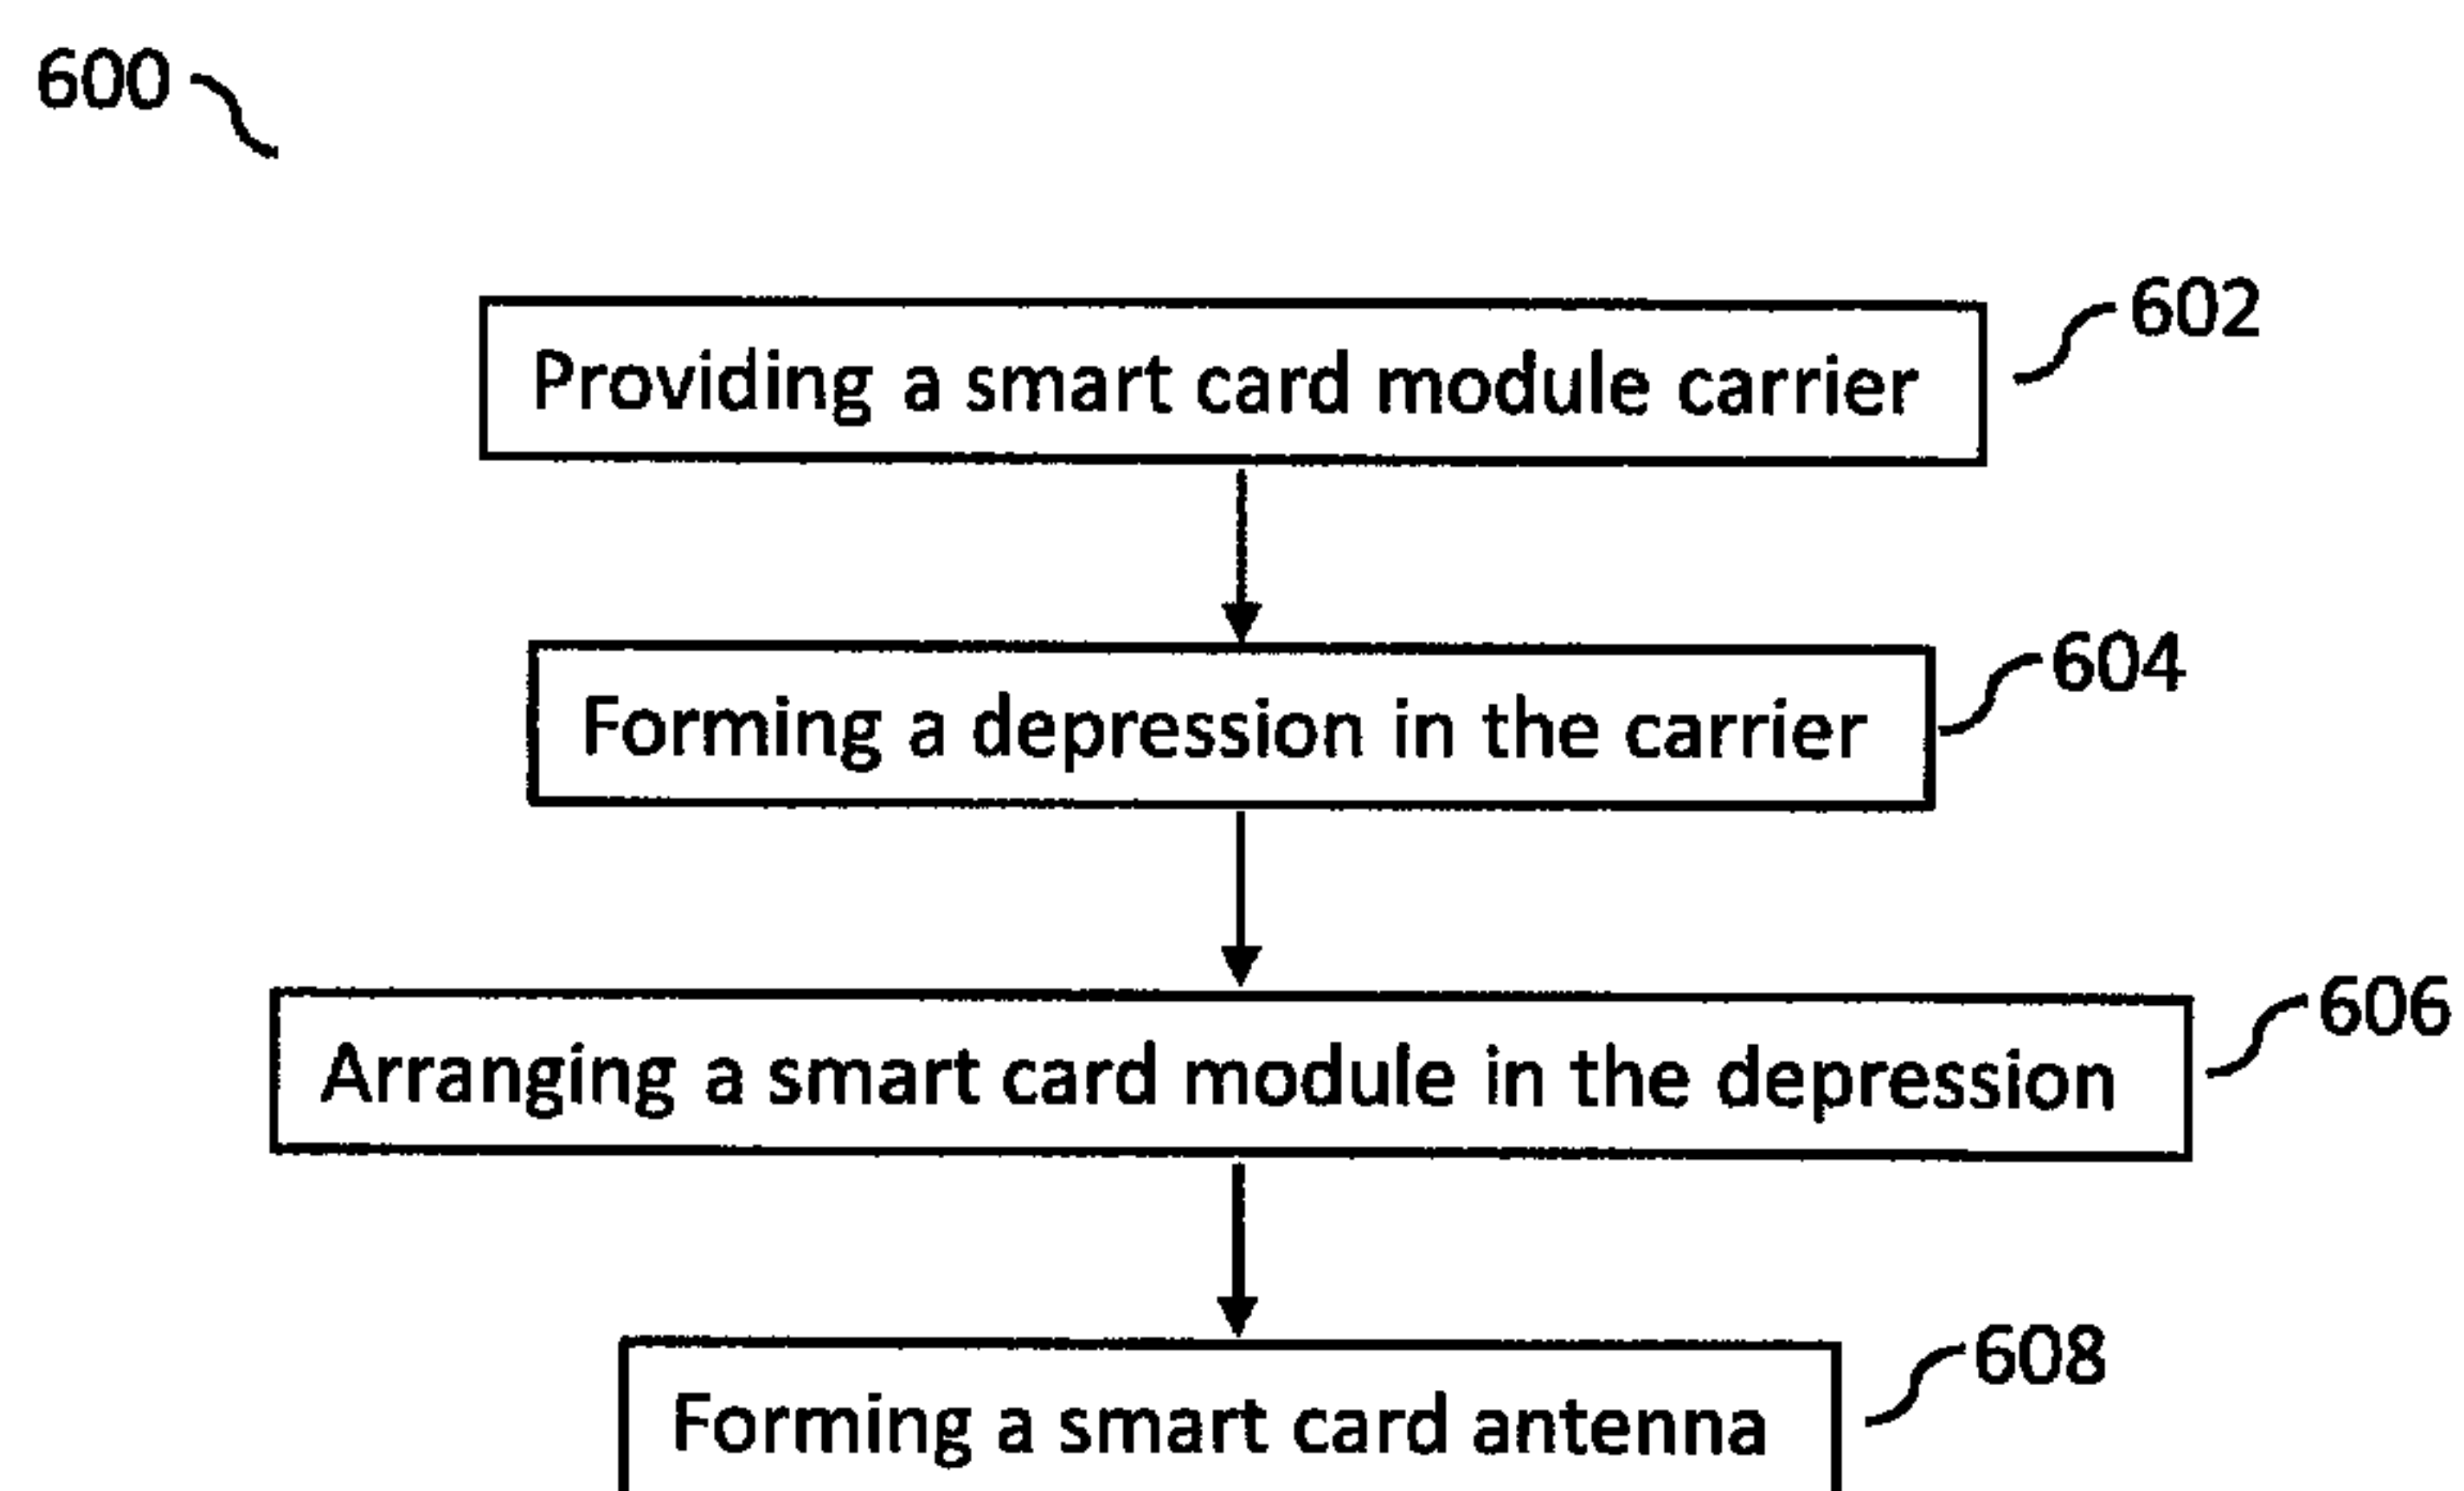 600
Providing a smart card module carrier
602
Forming a depression in the carrier
604
Arranging a smart card module in the depression
606
Forming a smart card antenna
608